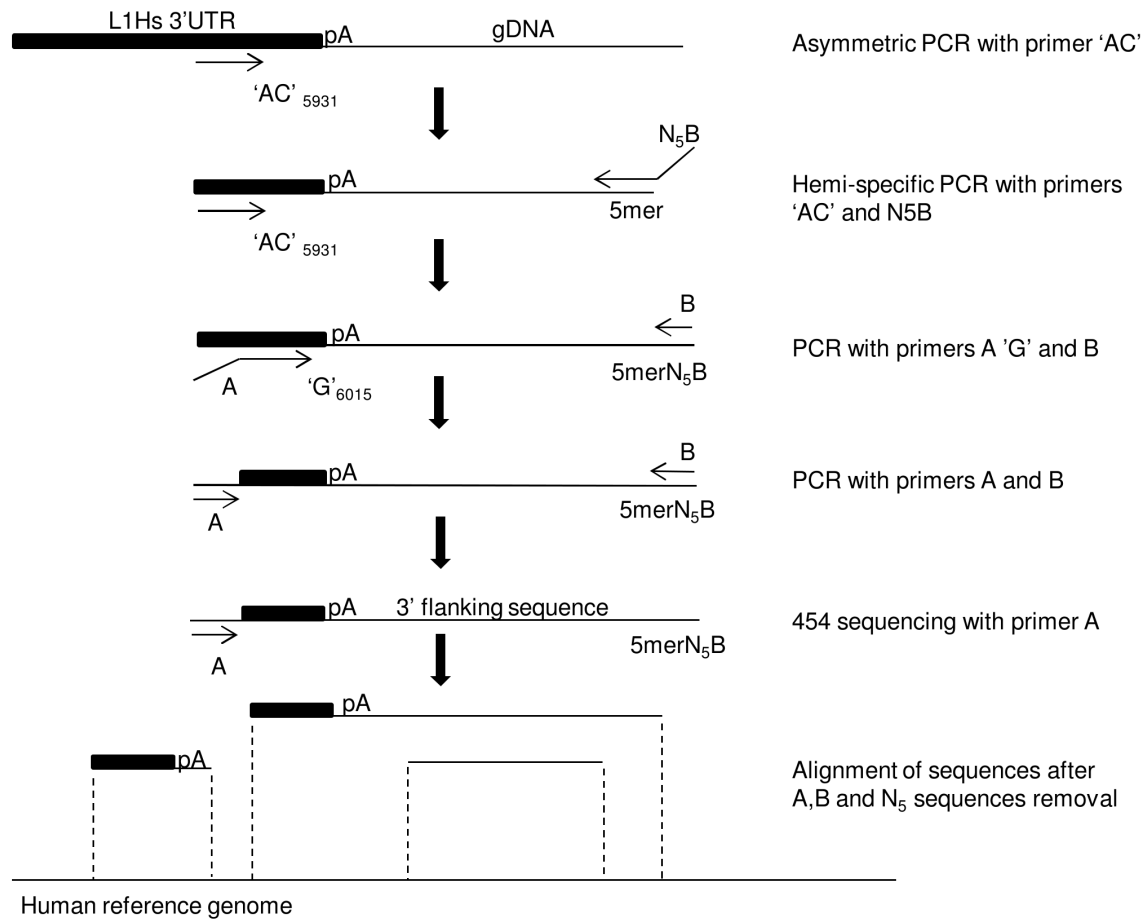 L1Hs 3’UTR
pA
gDNA
Asymmetric PCR with primer ‘AC’
‘AC’ 5931
N5B
pA
5mer
Hemi-specific PCR with primers
‘AC’ and N5B
‘AC’ 5931
B
pA
PCR with primers A ’G’ and B
5merN5B
A
‘G’6015
B
pA
PCR with primers A and B
5merN5B
A
pA
3’ flanking sequence
454 sequencing with primer A
5merN5B
A
pA
pA
Alignment of sequences after
A,B and N5 sequences removal
Human reference genome